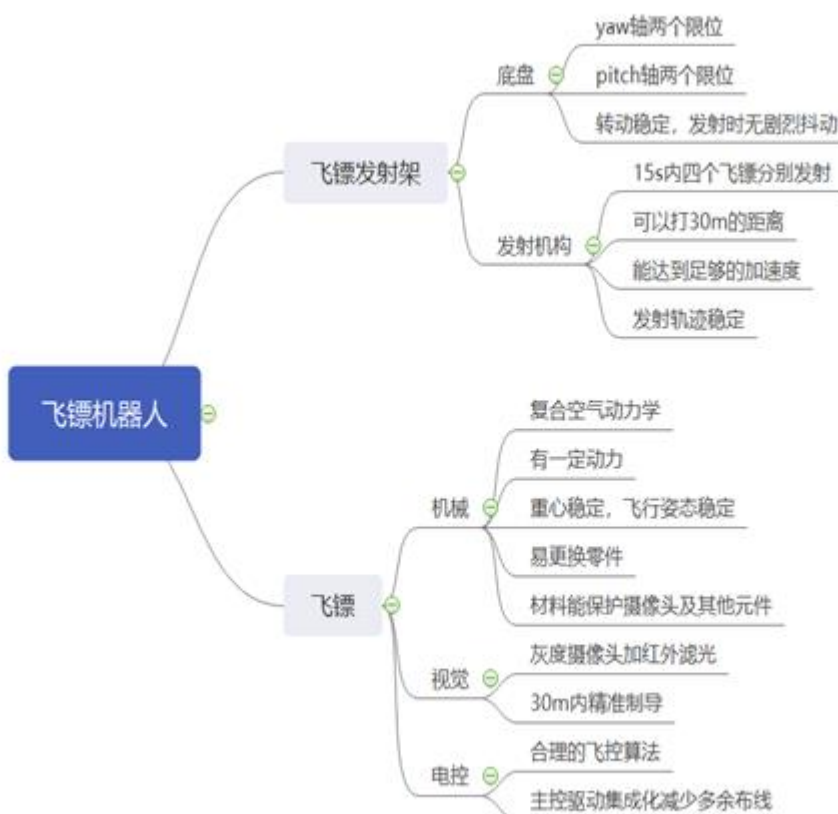 飞镖机器人
飞镖发射架
底盘
yaw轴两个限位
pitch轴两个限位
转动稳定，发射时无剧烈抖动
发射机构
15s内四个飞镖分别发射
可以打30m的距离
能达到足够的加速度
发射轨迹稳定
飞镖
机械
复合空气动力学
有一定动力
重心稳定，飞行姿态稳定
易更换零件
材料能保护摄像头及其他元件
视觉
灰度摄像头加红外滤光
30m内精准制导
电控
合理的飞控算法
主控驱动集成化减少多余布线